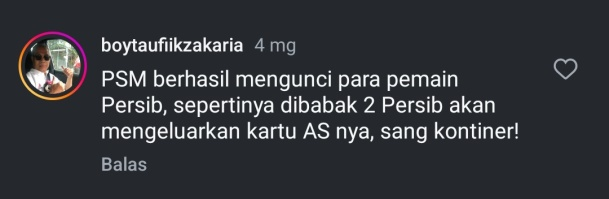 boytaufiikzakaria 4 mg
PSM berhasil mengunci para pemain
Persib, sepertinya dibabak 2 Persib akan
mengeluarkan kartu AS nya, sang kontiner!
Balas